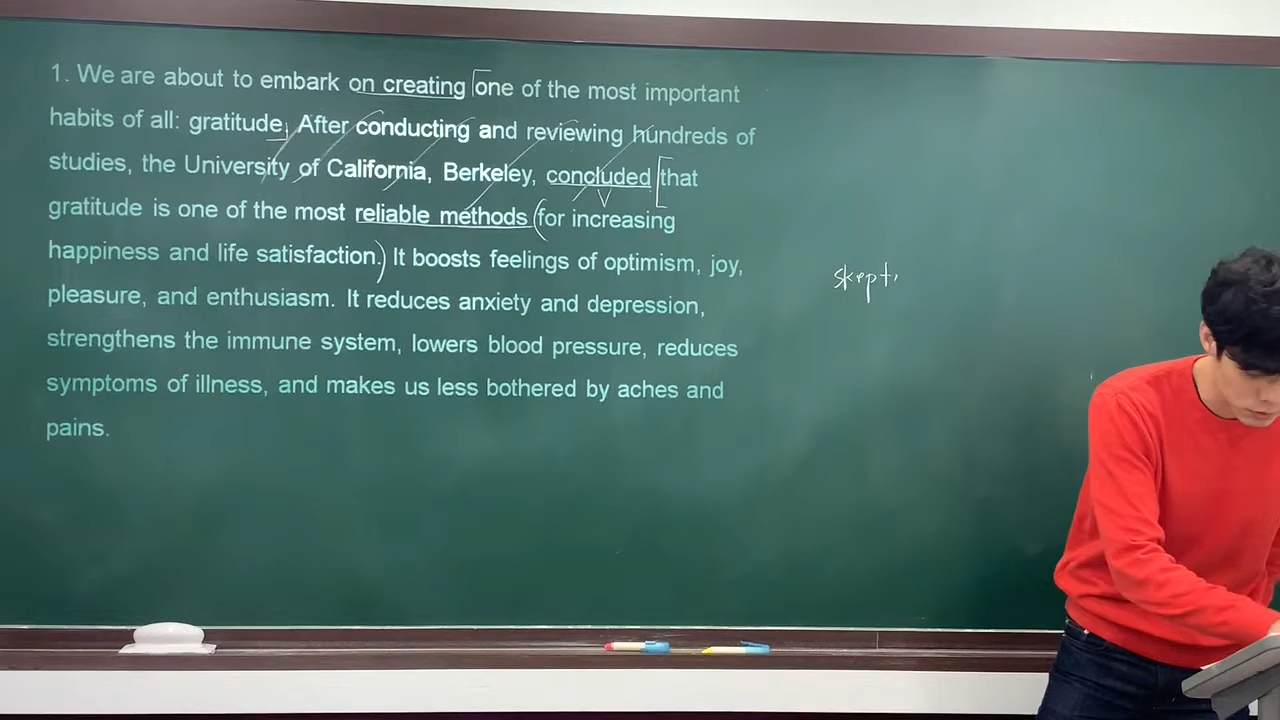 1. We are about to embark on creating one of the most important
habits of all: gratitude. After conducting and reviewing hundreds of
studies, the University of California, Berkeley, concluded that
gratitude is one of the most reliable methods for increasing
happiness and life satisfaction. It boosts feelings of optimism, joy,
pleasure, and enthusiasm. It reduces anxiety and depression,
strengthens the immune system, lowers blood pressure, reduces
symptoms of illness, and makes us less bothered by aches and
pains.
skept